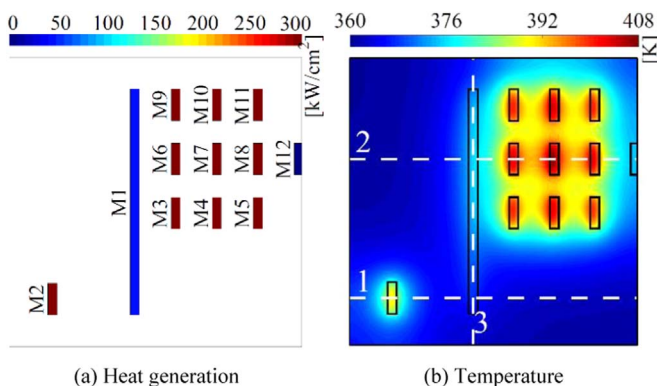 0 50 100 150 200 250 300
[kW/cm²]
360 376 392 408
[K]
M9 M10 M11
M6 M7 M8 M12
M1
M3 M4 M5
M2
2
1
3
(a) Heat generation
(b) Temperature